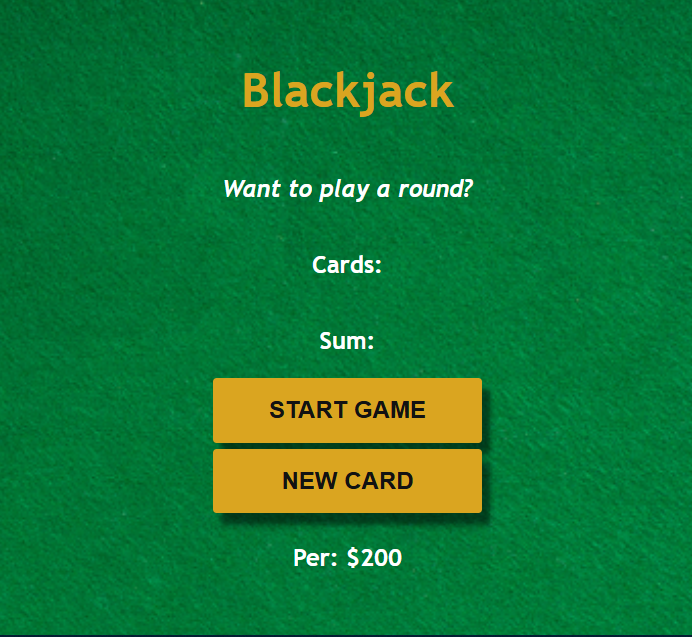 Blackjack
Want to play a round?
Cards:
Sum:
START GAME
NEW CARD
Per: $200